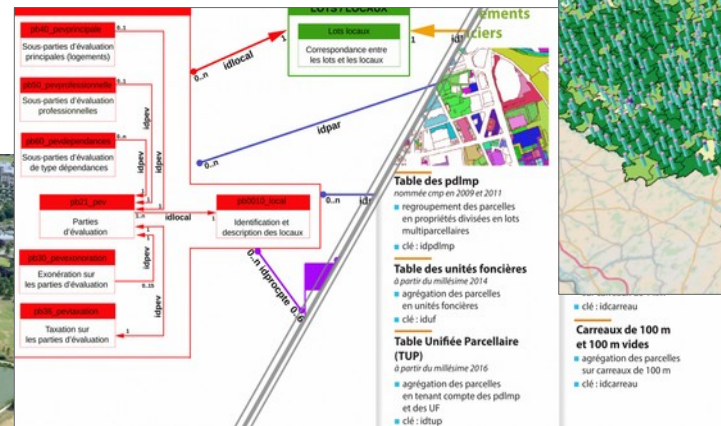 pb40_pevprincipale
Sous-parties d'évaluation
principales (logements)
0..1
pb50_pevprofessionnelle
Sous-parties d'évaluation
professionnelles
0..1
pb60_pevdependances
Sous-parties d'évaluation
de type dépendances
0..n
idpev
idpev
idpev
pb21_pev
Parties
d'évaluation
1..n
idlocal
1
pb0010_local
Identification et
description des locaux
pb30_pevexoneration
Exonération sur
les parties d'évaluation
0..15
idpev
pb36_pevtaxation
Taxation sur
les parties d'évaluation
1
idpev
LOTS / LOCAUX
Lots locaux
Correspondance entre
les lots et les locaux
0..n
idlocal
1
1
idpar
0..n
0..n
0..n
idprocpte
Table des pdlmp
nommée cmp en 2009 et 2011
regroupement des parcelles
en propriétés divisées en lots
multiparcellaires
clé : idpdlmp
Table des unités foncières
à partir du millésime 2014
agrégation des parcelles
en unités foncières
clé : iduf
Table Unifiée Parcellaire
(TUP)
à partir du millésime 2016
agrégation des parcelles
en tenant compte des pdlmp
et des UF
clé : idtup
clé : idcarreau
Carreaux de 100 m
et 100 m vides
agrégation des parcelles
sur carreaux de 100 m
clé : idcarreau